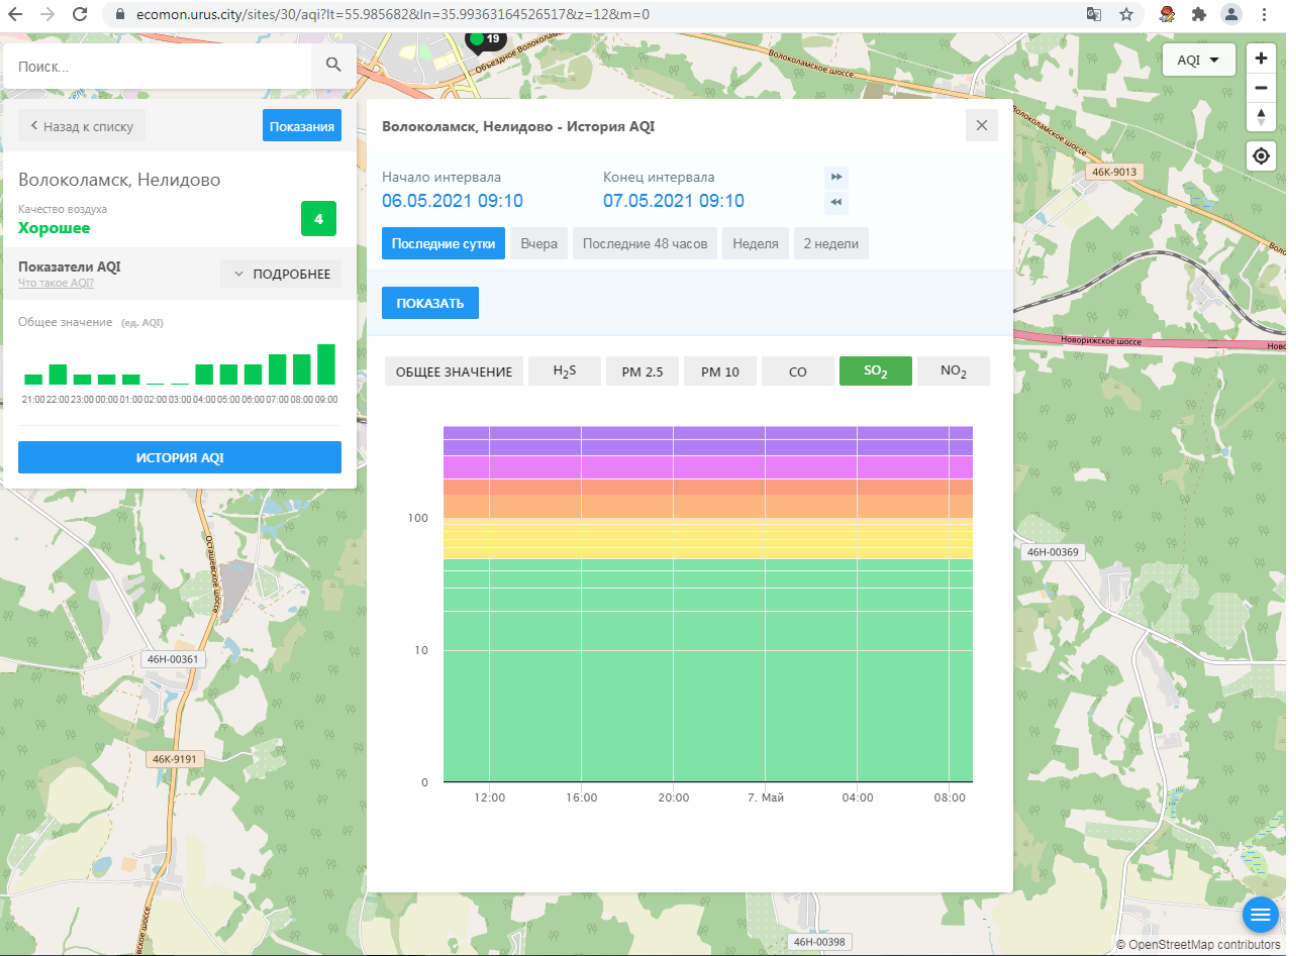 ecomon.urus.city/sites/30/aqi?lt=55.985682&ln=35.99363164526517&z=12&m=0
19
Объездное Волоколам
Волоколамское шоссе
Поиск...
AQI
Назад к списку
Показания
Волоколамск, Нелидово - История AQI
Волоколамское шоссе
46К-9013
Волоколамск, Нелидово
Начало интервала
Конец интервала
06.05.2021 09:10
07.05.2021 09:10
Качество воздуха
Хорошее
4
Последние сутки
Вчера
Последние 48 часов
Неделя
2 недели
Показатели AQI
Что такое AQI?
ПОДРОБНЕЕ
ПОКАЗАТЬ
Общее значение (ед. AQI)
Новорижское шоссе
Ново
21:00 22:00 23:00 00:00 01:00 02:00 03:00 04:00 05:00 06:00 07:00 08:00 09:00
ОБЩЕЕ ЗНАЧЕНИЕ
H2S
PM 2.5
PM 10
CO
SO2
NO2
ИСТОРИЯ AQI
100
10
0
12:00
16:00
20:00
7. Май
04:00
08:00
Осташевское шоссе
46Н-00369
46Н-00361
46К-9191
46Н-00398
© OpenStreetMap contributors